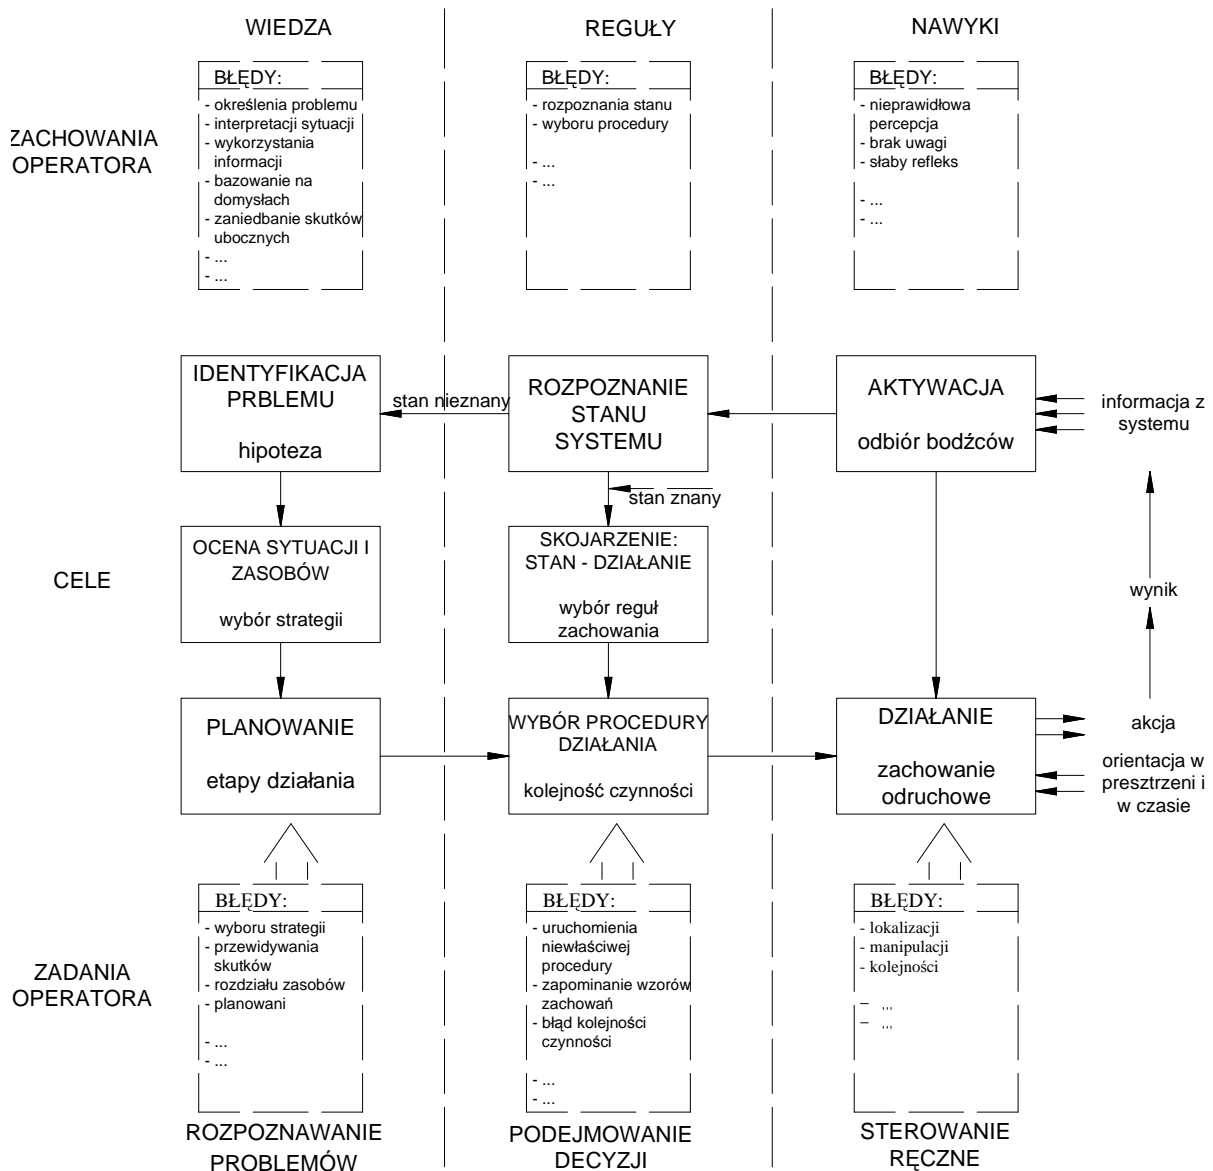 WIEDZA
REGUŁY
NAWYKI
ZACHOWANIA
OPERATORA
BŁĘDY:
- określenia problemu
- interpretacji sytuacji
- wykorzystania
informacji
- bazowanie na
domysłach
- zaniedbanie skutków
ubocznych
- ...
- ...
BŁĘDY:
- rozpoznania stanu
- wyboru procedury
- ...
- ...
BŁĘDY:
- nieprawidłowa
percepcja
- brak uwagi
- słaby refleks
- ...
- ...
IDENTYFIKACJA
PRBLEMU
hipoteza
stan nieznany
ROZPOZNANIE
STANU
SYSTEMU
AKTYWACJA
odbiór bodźców
informacja z
systemu
stan znany
CELE
OCENA SYTUACJI I
ZASOBÓW
wybór strategii
SKOJARZENIE:
STAN - DZIAŁANIE
wybór reguł
zachowania
wynik
PLANOWANIE
etapy działania
WYBÓR PROCEDURY
DZIAŁANIA
kolejność czynności
DZIAŁANIE
zachowanie
odruchowe
akcja
orientacja w
presztrzeni i
w czasie
ZADANIA
OPERATORA
BŁĘDY:
- wyboru strategii
- przewidywania
skutków
- rozdziału zasobów
- planowani
- ...
- ...
BŁĘDY:
- uruchomienia
niewłaściwej
procedury
- zapominanie wzorów
zachowań
- błąd kolejności
czynności
- ...
- ...
BŁĘDY:
- lokalizacji
- manipulacji
- kolejności
– ,,,
– ,,,
ROZPOZNAWANIE
PROBLEMÓW
PODEJMOWANIE
DECYZJI
STEROWANIE
RĘCZNE